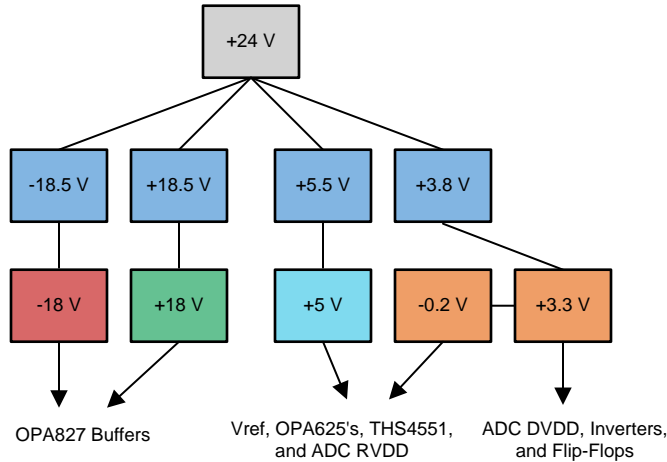 +24 V
-18.5 V
+18.5 V
+5.5 V
+3.8 V
-18 V
+18 V
+5 V
-0.2 V
+3.3 V
OPA827 Buffers
Vref, OPA625's, THS4551,
and ADC RVDD
ADC DVDD, Inverters,
and Flip-Flops